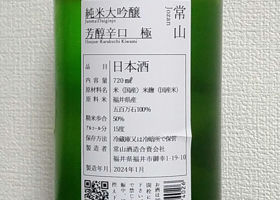 純米大吟醸
Junmai Daiginjo
常山
Jozan
芳醇辛口 極
Houjun Karakuchi Kiwami
品目 日本酒
内容量 720㎖
原材料名 米(国産) 米麹(国産米)
原料米 福井県産
五百万石100%
精米歩合 50%
アルコール分 15度
保存方法 冷蔵庫又は冷暗所で保管
製造者 常山酒造合資会社
福井県福井市御幸1-19-10
製造年月 2024年1月